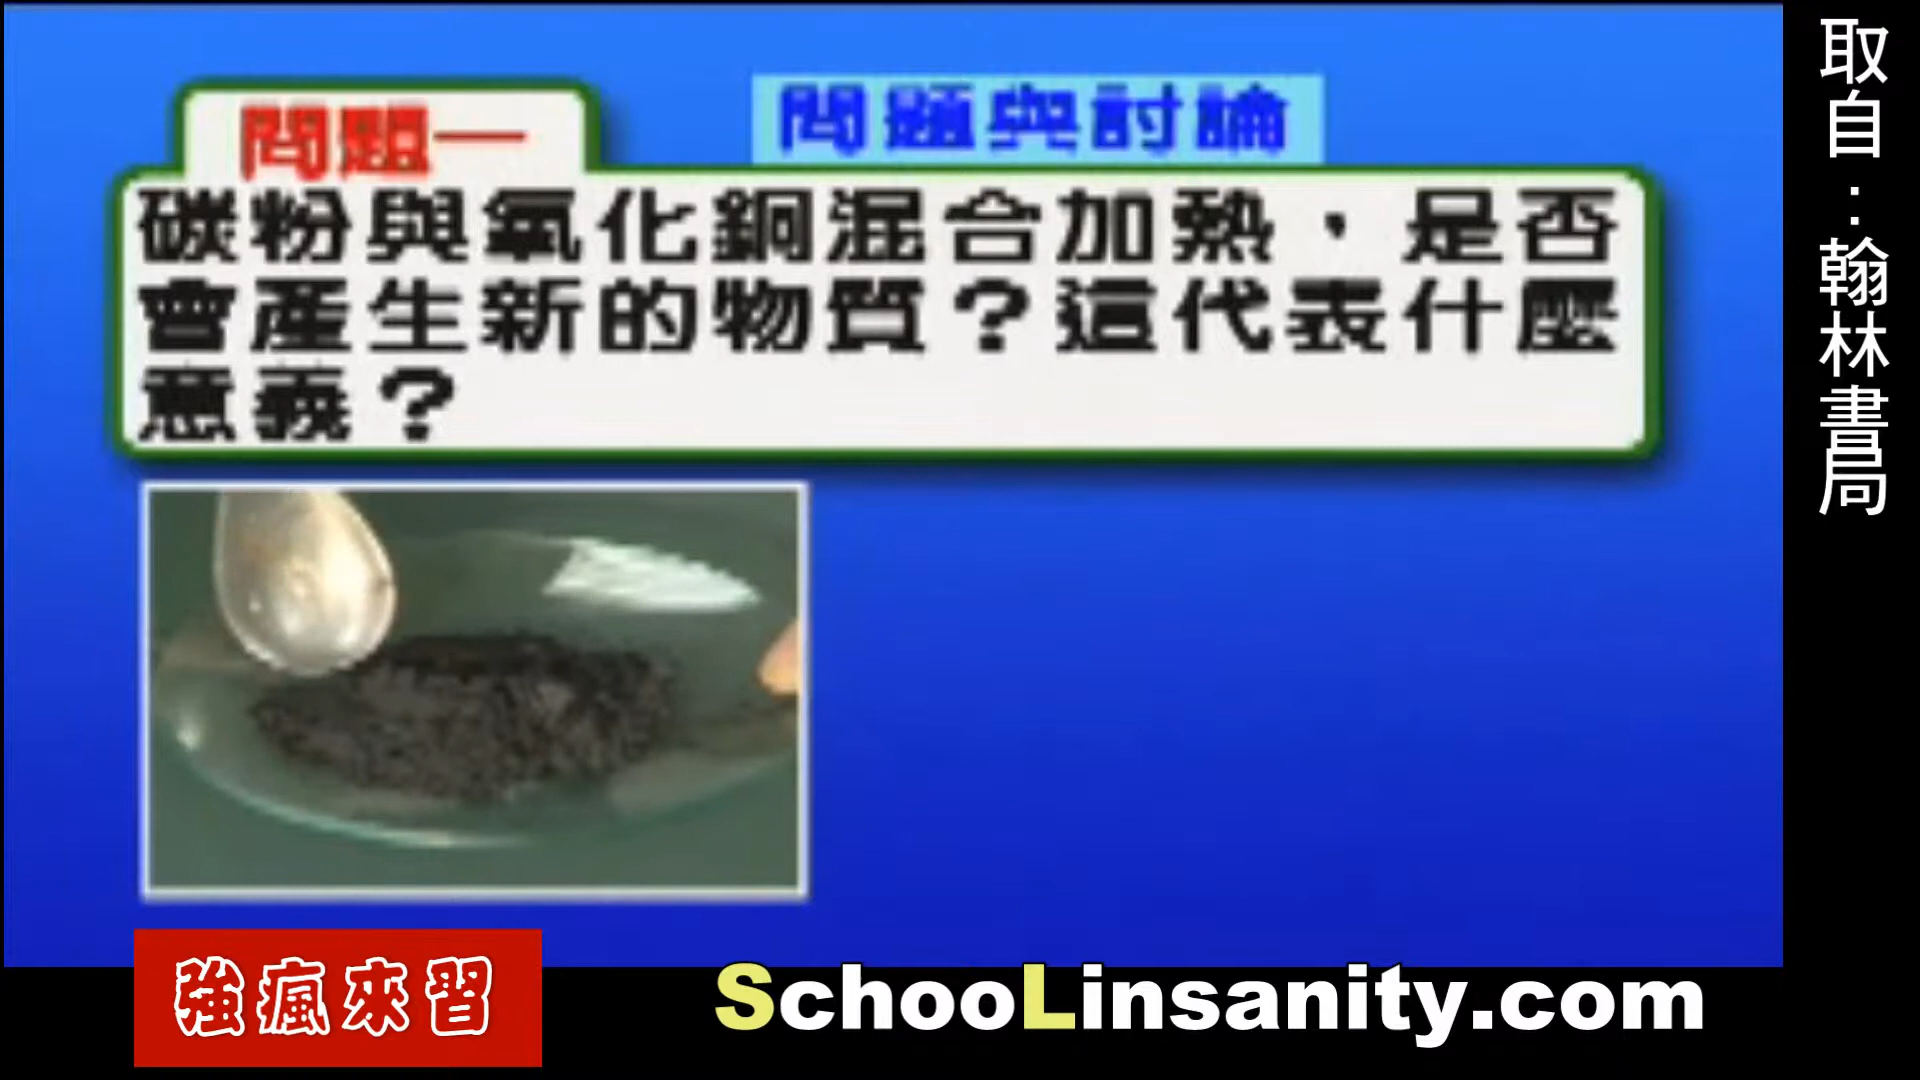 問題與討論
問題一
碳粉與氧化銅混合加熱，是否
會產生新的物質？這代表什麼
意義？
取自：翰林書局
強瘋來習
SchooLinsanity.com